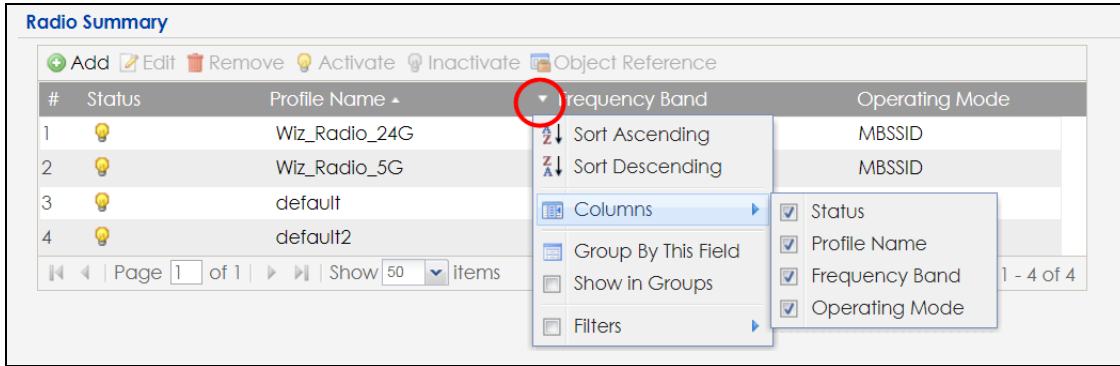 Radio Summary
Add Edit Remove Activate Inactivate Object Reference
# Status Profile Name Frequency Band Operating Mode
1 Wiz_Radio_24G MBSSID
2 Wiz_Radio_5G MBSSID
3 default
4 default2
Page 1 of 1 Show 50 items 1 - 4 of 4
Sort Ascending
Sort Descending
Columns
Group By This Field
Show in Groups
Filters
Status
Profile Name
Frequency Band
Operating Mode